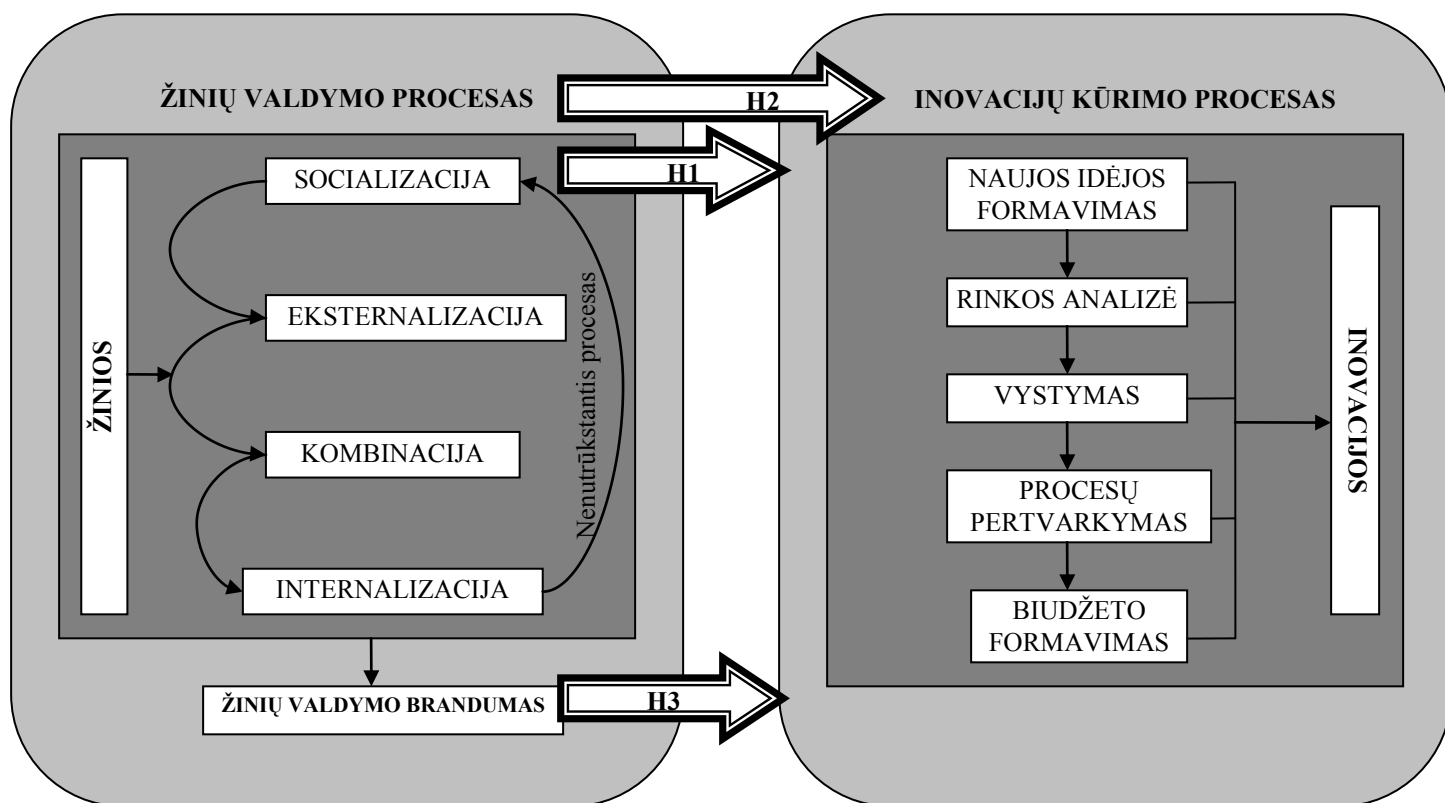 ŽINIŲ VALDYMO PROCESAS
ŽINIOS
SOCIALIZACIJA
EKSTERNALIZACIJA
KOMBINACIJA
INTERNALIZACIJA
Nenutrūkstantis procesas
ŽINIŲ VALDYMO BRANDUMAS
H2
H1
H3
INOVACIJŲ KŪRIMO PROCESAS
NAUJOS IDĖJOS
FORMAVIMAS
RINKOS ANALIZĖ
VYSTYMAS
PROCESŲ
PERTVARKYMAS
BIUDŽETO
FORMAVIMAS
INOVACIJOS